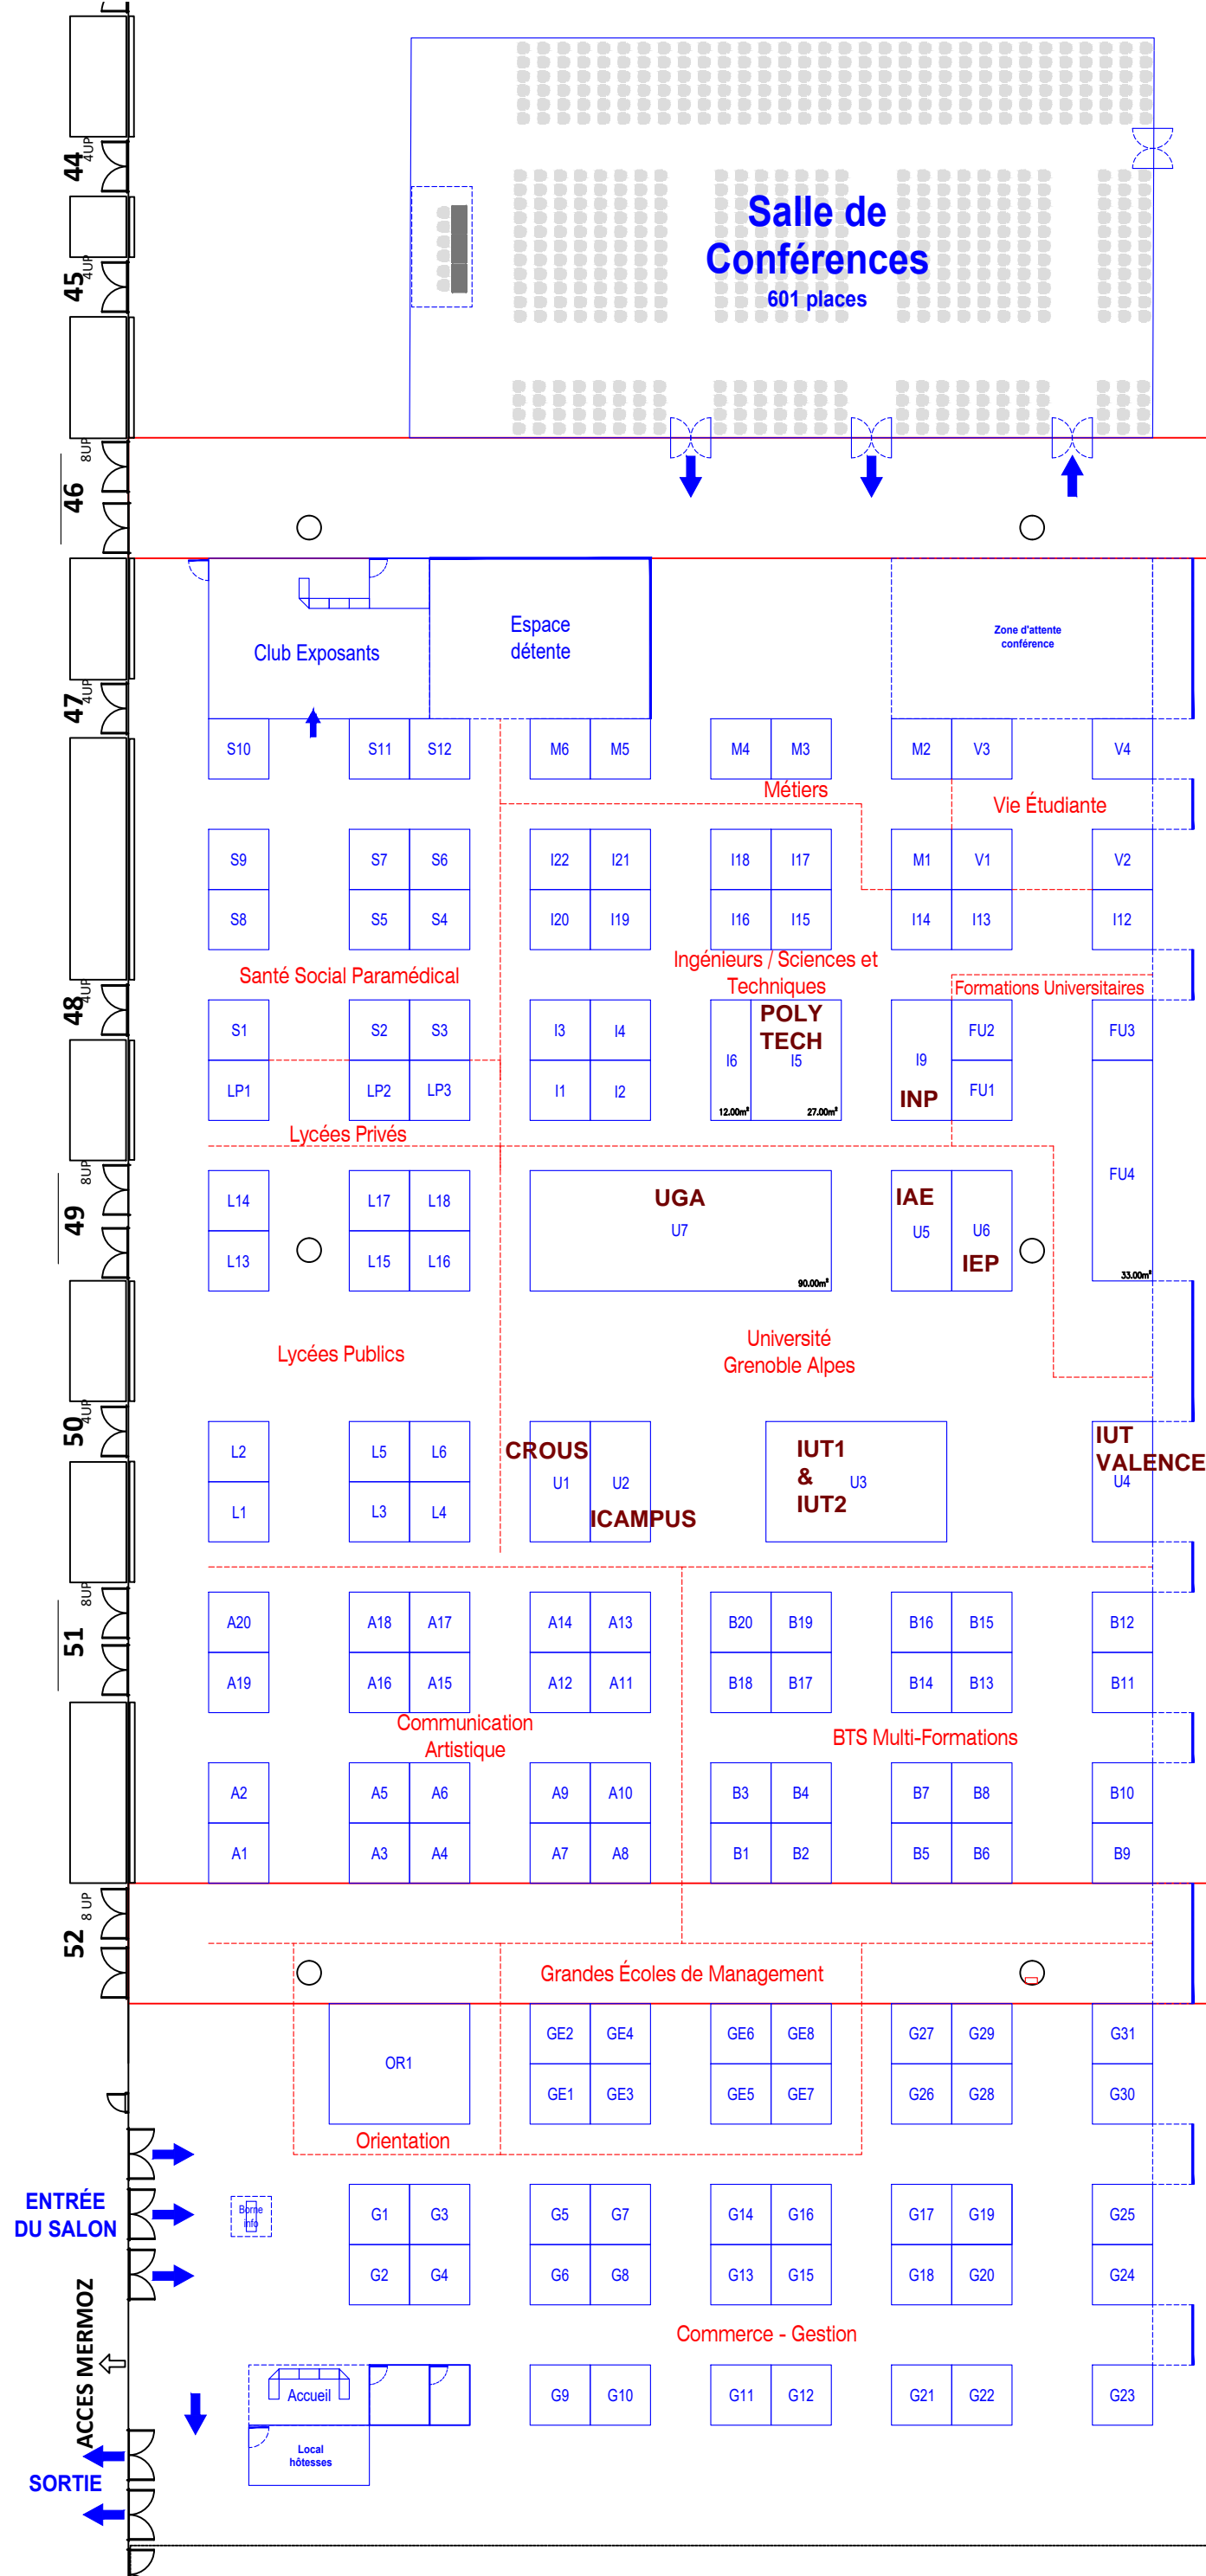 44
4UP
Salle de
Conférences
601 places
45
4UP
46
8UP
47
4UP
Club Exposants
Espace
détente
Zone d'attente
conférence
S10
S11
S12
M6
M5
M4
M3
M2
V3
V4
Métiers
Vie Étudiante
S9
S7
S6
I22
I21
I18
I17
M1
V1
V2
S8
S5
S4
I20
I19
I16
I15
I14
I13
I12
Santé Social Paramédical
Ingénieurs / Sciences et
Techniques
Formations Universitaires
48
4UP
S1
S2
S3
I3
I4
I6
POLY
TECH
I5
I9
FU2
FU3
LP1
LP2
LP3
I1
I2
12.00m²
27.00m²
INP
FU1
Lycées Privés
49
8UP
L14
L17
L18
UGA
U7
90.00m²
IAE
U5
U6
IEP
FU4
33.00m²
L13
L15
L16
Lycées Publics
Université
Grenoble Alpes
50
4UP
L2
L5
L6
CROUS
U1
U2
ICAMPUS
IUT1
&
IUT2
U3
IUT
VALENCE
U4
L1
L3
L4
51
8UP
A20
A18
A17
A14
A13
B20
B19
B16
B15
B12
A19
A16
A15
A12
A11
B18
B17
B14
B13
B11
Communication
Artistique
BTS Multi-Formations
A2
A5
A6
A9
A10
B3
B4
B7
B8
B10
A1
A3
A4
A7
A8
B1
B2
B5
B6
B9
52
8 UP
Grandes Écoles de Management
OR1
GE2
GE4
GE6
GE8
G27
G29
G31
GE1
GE3
GE5
GE7
G26
G28
G30
Orientation
ENTRÉE
DU SALON
Borne
info
G1
G3
G5
G7
G14
G16
G17
G19
G25
G2
G4
G6
G8
G13
G15
G18
G20
G24
ACCES MERMOZ
Commerce - Gestion
Accueil
G9
G10
G11
G12
G21
G22
G23
Local
hôtesses
SORTIE